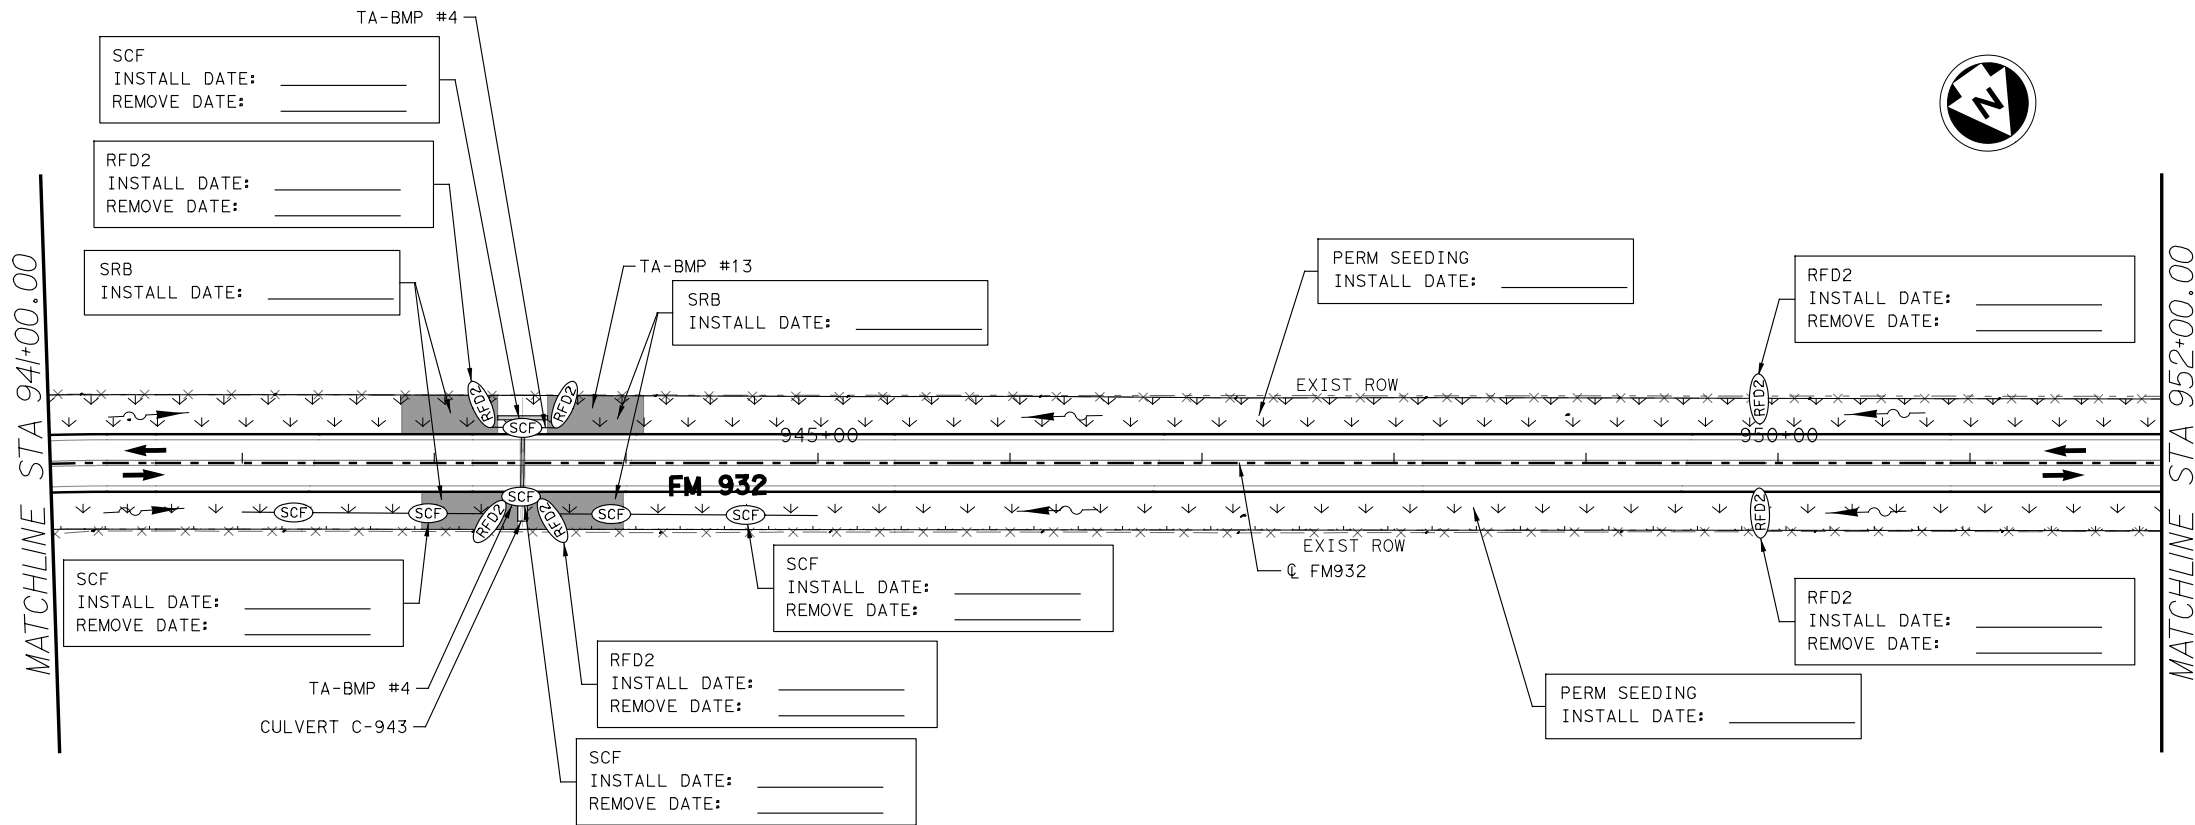 TA-BMP #4
SCF
INSTALL DATE:
REMOVE DATE:
RFD2
INSTALL DATE:
REMOVE DATE:
SRB
INSTALL DATE:
TA-BMP #13
SRB
INSTALL DATE:
PERM SEEDING
INSTALL DATE:
RFD2
INSTALL DATE:
REMOVE DATE:
N
MATCHLINE STA 941+00.00
MATCHLINE STA 952+00.00
EXIST ROW
RFD2
RFD2
RFD2
SCF
945+00
950+00
FM 932
SCF
SCF
SCF
SCF
SCF
RFD2
RFD2
RFD2
EXIST ROW
℄ FM932
SCF
INSTALL DATE:
REMOVE DATE:
SCF
INSTALL DATE:
REMOVE DATE:
RFD2
INSTALL DATE:
REMOVE DATE:
TA-BMP #4
CULVERT C-943
RFD2
INSTALL DATE:
REMOVE DATE:
PERM SEEDING
INSTALL DATE:
SCF
INSTALL DATE:
REMOVE DATE: